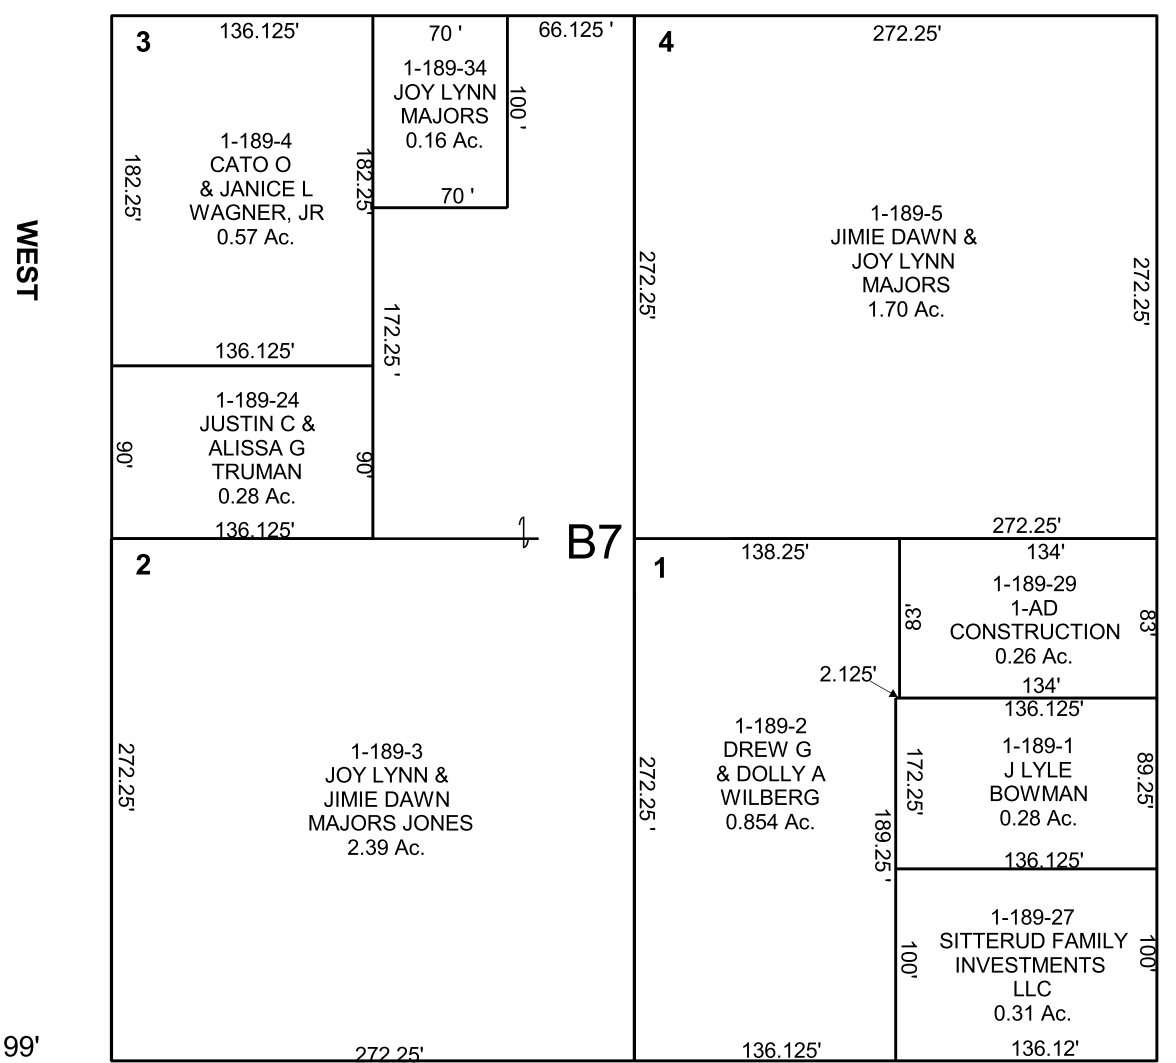 3
136.125'
70 '
66.125 '
4
272.25'
1-189-34
JOY LYNN
MAJORS
0.16 Ac.
100 '
70 '
1-189-4
CATO O
& JANICE L
WAGNER, JR
0.57 Ac.
182.25'
182.25'
WEST
136.125'
172.25 '
1-189-5
JIMIE DAWN &
JOY LYNN
MAJORS
1.70 Ac.
272.25'
272.25'
1-189-24
JUSTIN C &
ALISSA G
TRUMAN
0.28 Ac.
90'
90'
136.125'
B7
272.25'
2
1
138.25'
134'
1-189-29
1-AD
CONSTRUCTION
0.26 Ac.
83'
83'
134'
2.125'
136.125'
1-189-3
JOY LYNN &
JIMIE DAWN
MAJORS JONES
2.39 Ac.
272.25'
272.25 '
1-189-2
DREW G
& DOLLY A
WILBERG
0.854 Ac.
189.25 '
172.25'
1-189-1
J LYLE
BOWMAN
0.28 Ac.
89.25'
136.125'
1-189-27
SITTERUD FAMILY
INVESTMENTS
LLC
0.31 Ac.
100'
100'
99'
272.25'
136.125'
136.12'